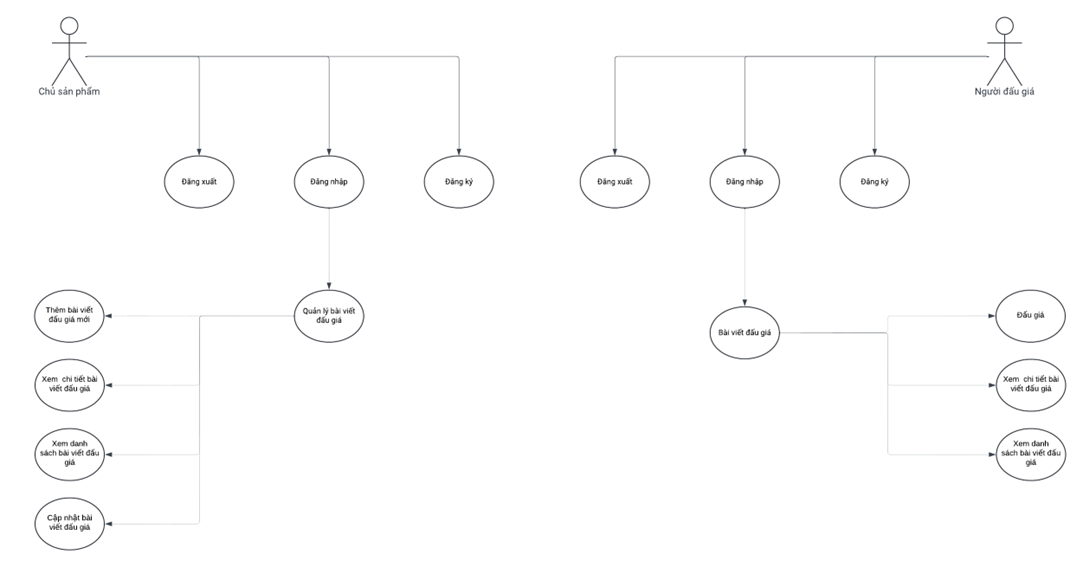 Chủ sản phẩm
Người đấu giá
Đăng xuất
Đăng nhập
Đăng ký
Đăng xuất
Đăng nhập
Đăng ký
Thêm bài viết
đấu giá mới
Xem chi tiết bài
viết đấu giá
Xem danh
sách bài viết đấu
giá
Cập nhật bài
viết đấu giá
Quản lý bài viết
đấu giá
Bài viết đấu giá
Đấu giá
Xem chi tiết bài
viết đấu giá
Xem danh
sách bài viết đấu
giá